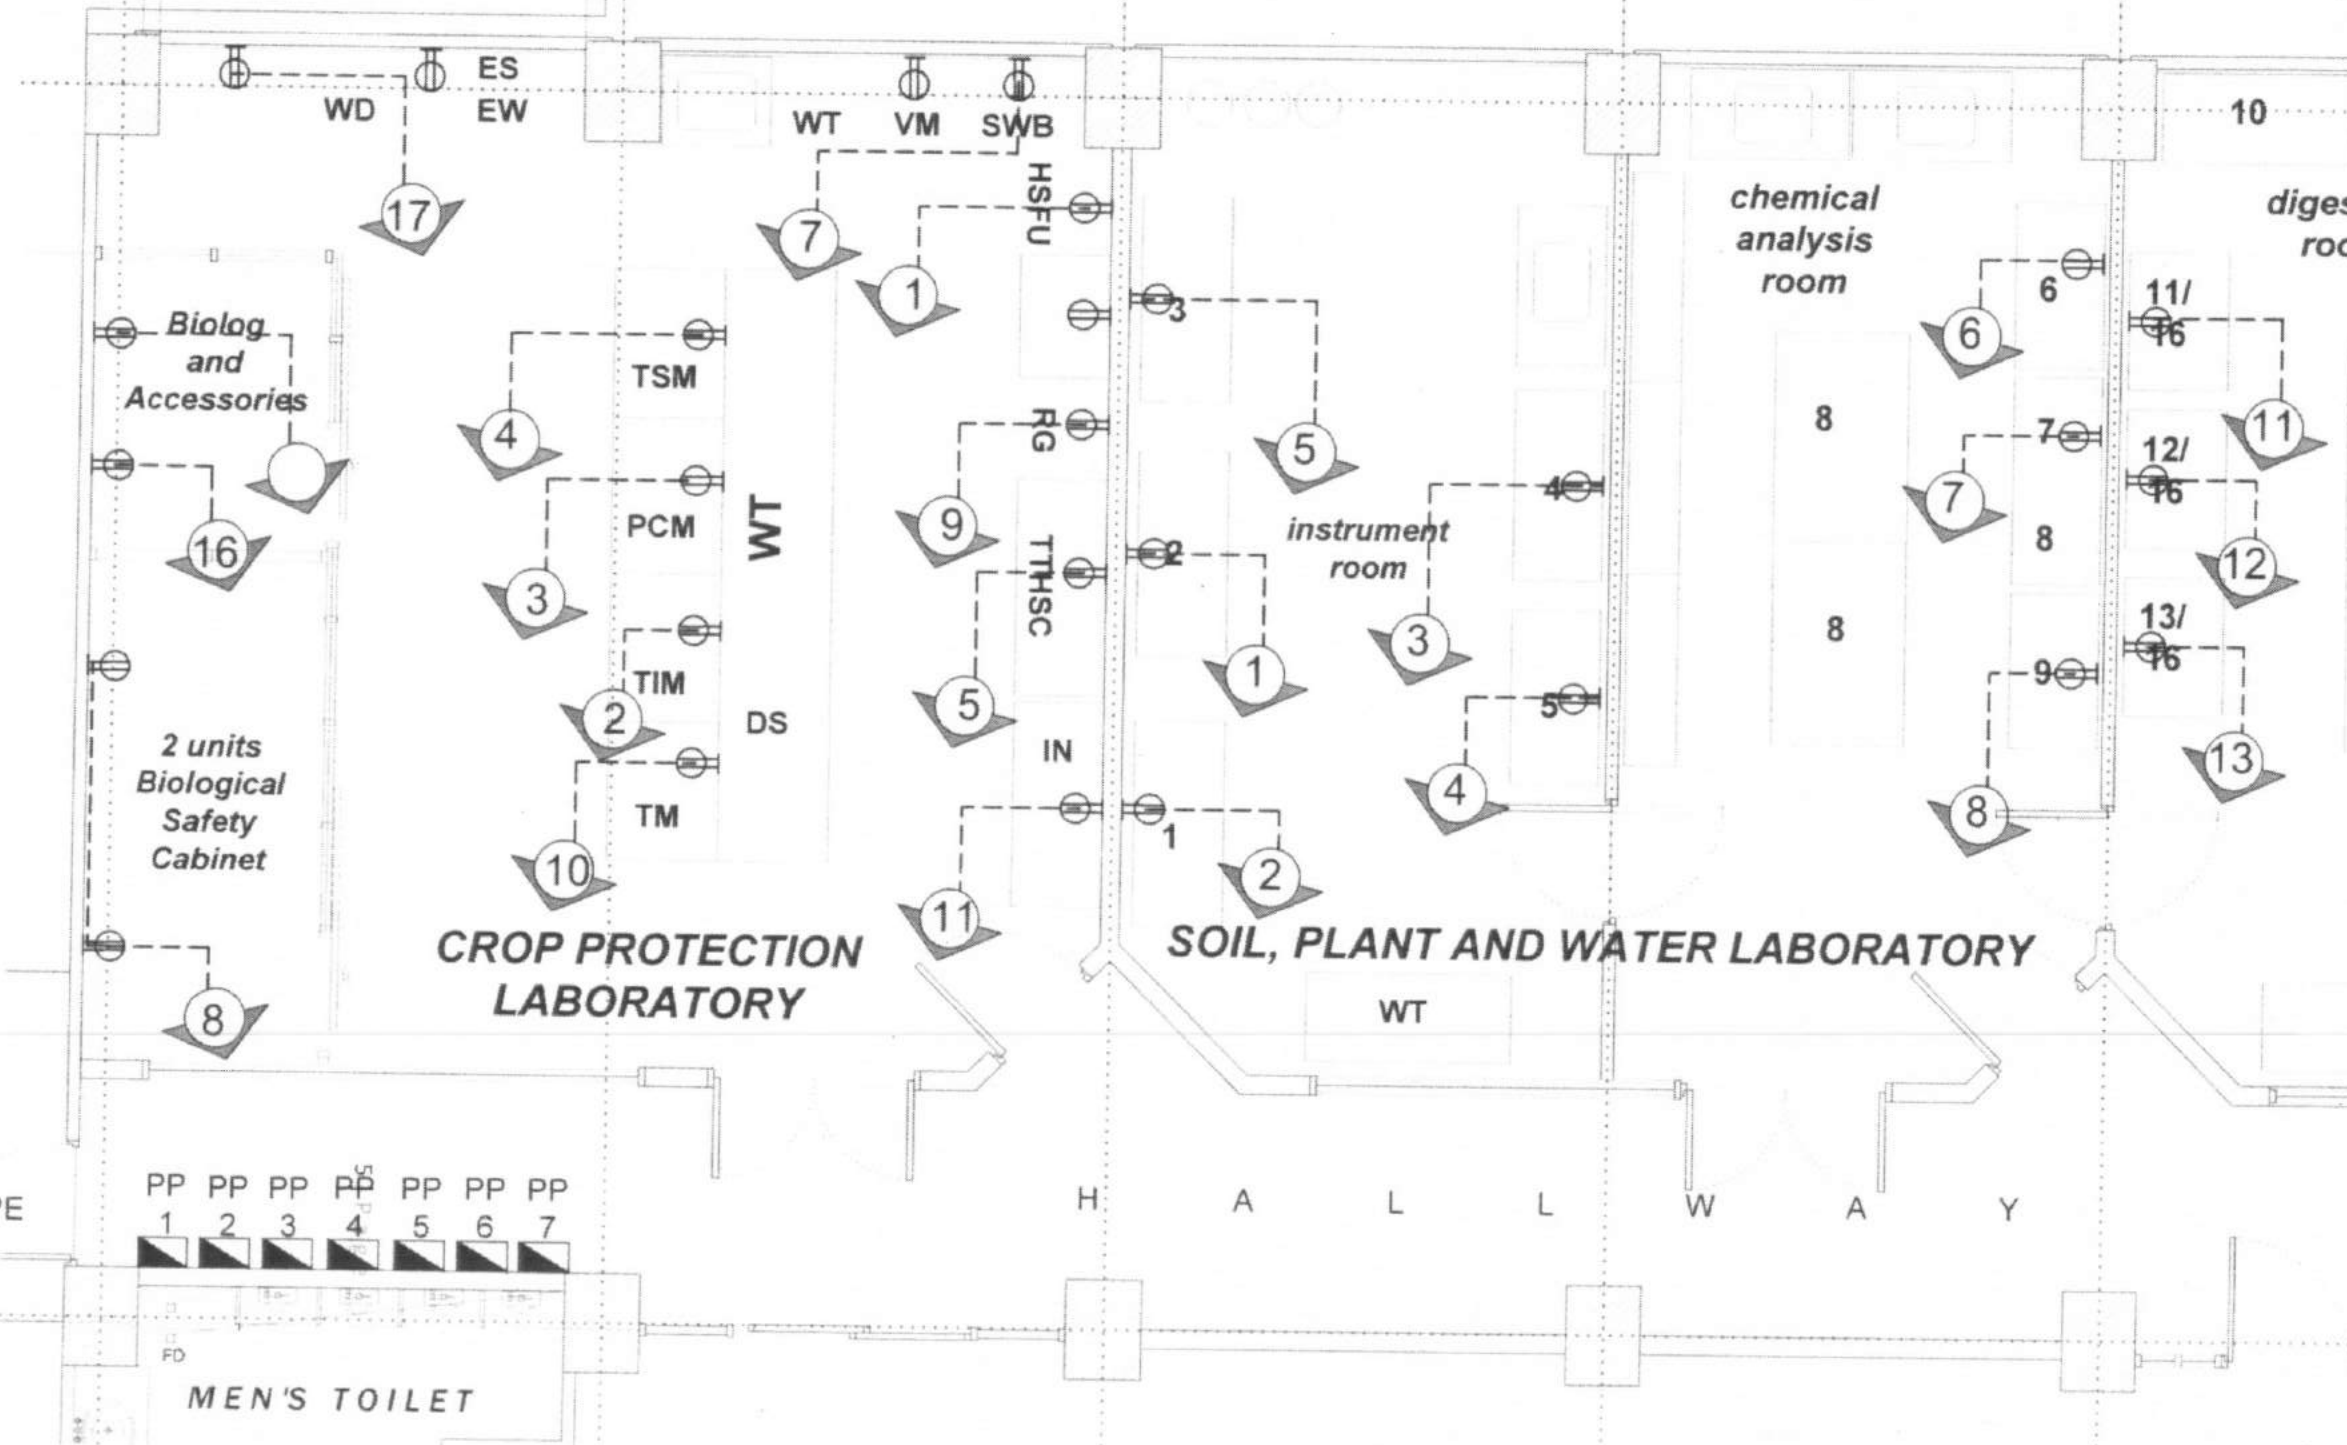 ES
WD
EW
WT
VM
SWB
10
HSFU
17
7
1
chemical
analysis
room
6
6
11/
16
11
3
5
Biolog
and
Accessories
TSM
4
RG
9
8
7
7
12/
16
12
16
PCM
3
WT
TTHSC
5
2
1
4
instrument
room
3
8
8
13/
16
13
TIM
2
DS
IN
5
4
9
8
2 units
Biological
Safety
Cabinet
TM
10
11
1
2
8
CROP PROTECTION
LABORATORY
SOIL, PLANT AND WATER LABORATORY
WT
PP PP PP PP PP PP PP
1 2 3 4 5 6 7
H A L L W A Y
FD
MEN'S TOILET